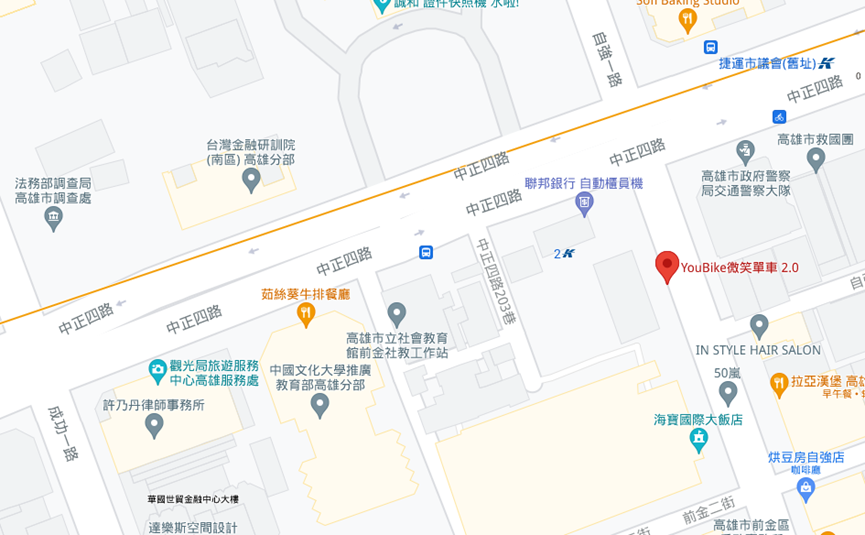 誠和 證件快照機 水啦!
Soft Baking Studio
自強一路
捷運市議會(舊址)
中正四路
0
台灣金融研訓院
(南區) 高雄分部
中正四路
中正四路
高雄市救國團
法務部調查局
高雄市調查處
聯邦銀行 自動櫃員機
高雄市政府警察
局交通警察大隊
中正四路
中正四路
2
中正四路203巷
YouBike微笑單車 2.0
茹絲葵牛排餐廳
中正四路
中正四路
高雄市立社會教育
館前金社教工作站
IN STYLE HAIR SALON
觀光局旅遊服務
中心高雄服務處
中國文化大學推廣
教育部高雄分部
50嵐
拉亞漢堡 高雄
早午餐
許乃丹律師事務所
成功一路
海寶國際大飯店
烘豆房自強店
咖啡廳
華國世貿金融中心大樓
前金二街
達樂斯空間設計
高雄市前金區